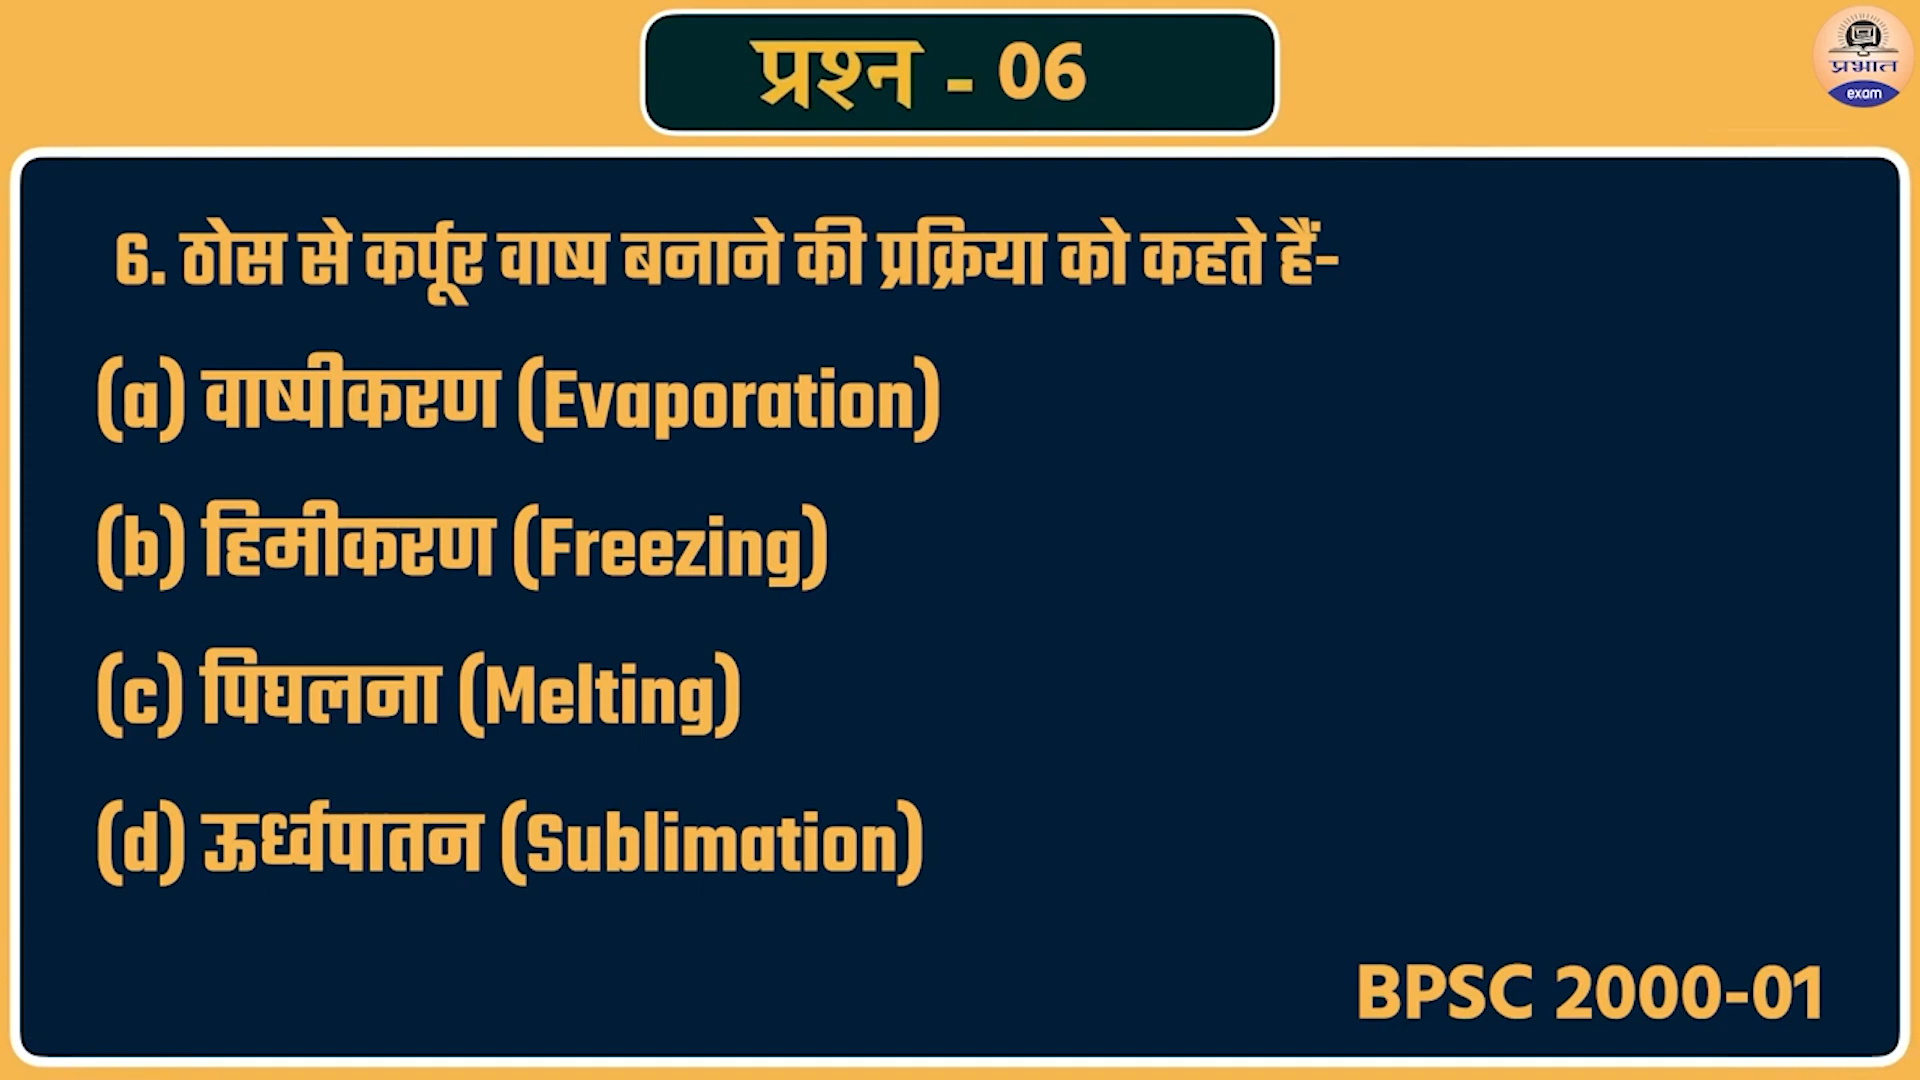 प्रश्न - 06
प्रभात
exam
6. ठोस से कर्पूर वाष्प बनाने की प्रक्रिया को कहते हैं-
(a) वाष्पीकरण (Evaporation)
(b) हिमीकरण (Freezing)
(c) पिघलना (Melting)
(d) ऊर्ध्वपातन (Sublimation)
BPSC 2000-01